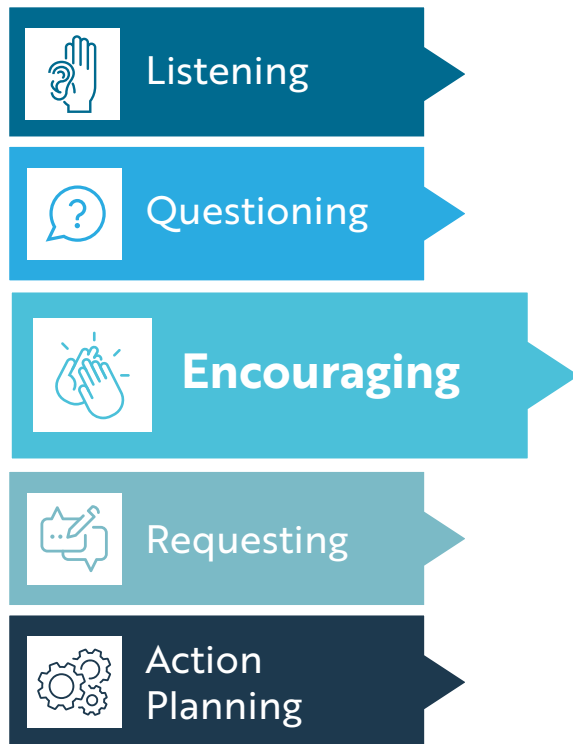 Listening
?
Questioning
Encouraging
Requesting
Action
Planning